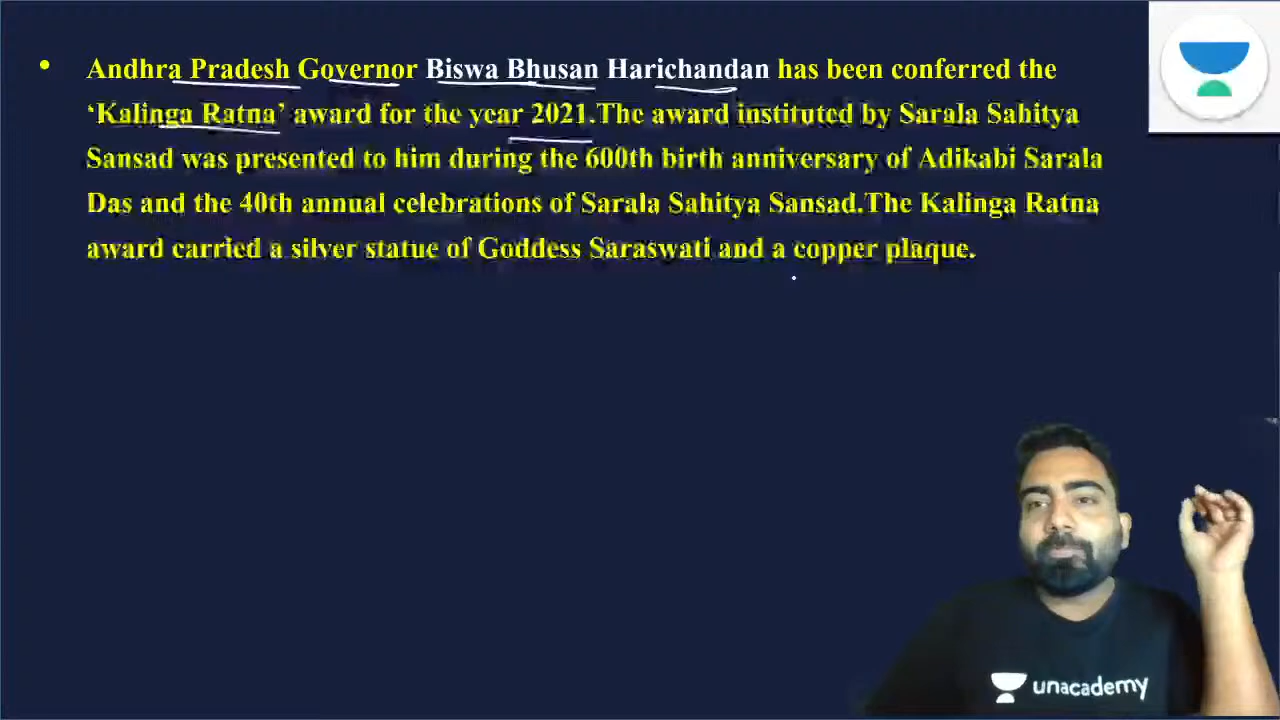 • Andhra Pradesh Governor Biswa Bhusan Harichandan has been conferred the
‘Kalinga Ratna’ award for the year 2021.The award instituted by Sarala Sahitya
Sansad was presented to him during the 600th birth anniversary of Adikabi Sarala
Das and the 40th annual celebrations of Sarala Sahitya Sansad.The Kalinga Ratna
award carried a silver statue of Goddess Saraswati and a copper plaque.
unacademy